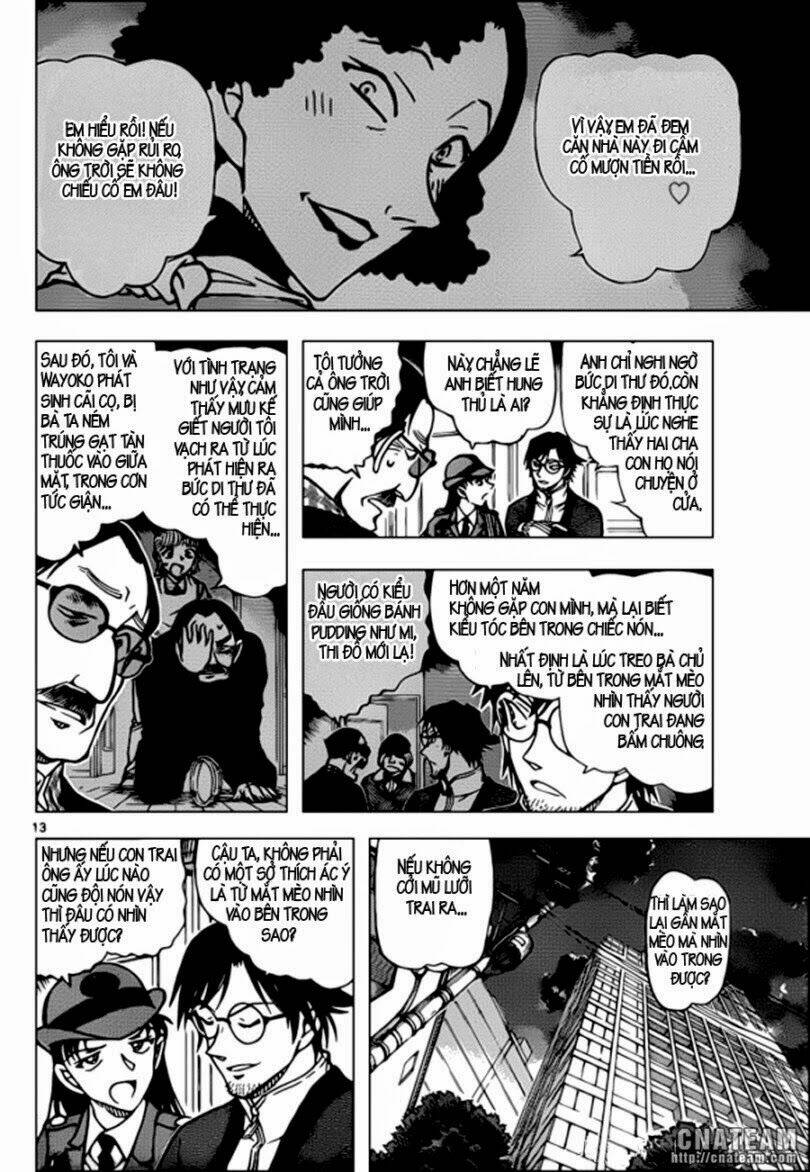 VÌ VẬY, EM ĐÃ ĐEM
CĂN NHÀ NÀY ĐI CẦM
CỐ MƯỢN TIỀN RỒI...
EM HIỂU RỒI! NẾU
KHÔNG GẶP RỦI RO,
ÔNG TRỜI SẼ KHÔNG
CHIẾU CỐ EM ĐÂU!
ANH CHỈ NGHI NGỜ
BỨC DI THƯ ĐÓ,CÒN
KHẲNG ĐỊNH THỰC
SỰ LÀ LÚC NGHE
THẤY HAI CHA
CON HỌ NÓI
CHUYỆN Ở
CỬA.
NÀY, CHẲNG LẼ
ANH BIẾT HUNG
THỦ LÀ AI?
TÔI TƯỞNG
CẢ ÔNG TRỜI
CŨNG GIÚP
MÌNH...
VỚI TÌNH TRẠNG
NHƯ VẬY, CẢM
THẤY MƯU KẾ
GIẾT NGƯỜI TÔI
VẠCH RA TỪ LÚC
PHÁT HIỆN RA
BỨC DI THƯ ĐÃ
CÓ THỂ THỰC
HIỆN...
SAU ĐÓ, TÔI VÀ
WAYOKO PHÁT
SINH CÃI CỌ, BỊ
BÀ TA NÉM
TRÚNG GẠT TÀN
THUỐC VÀO GIỮA
MẶT, TRONG CƠN
TỨC GIẬN...
HƠN MỘT NĂM
KHÔNG GẶP CON MÌNH, MÀ LẠI BIẾT
KIỂU TÓC BÊN TRONG CHIẾC NÓN...
NHẤT ĐỊNH LÀ LÚC TREO BÀ CHỦ
LÊN, TỪ BÊN TRONG MẮT MÈO
NHÌN THẤY NGƯỜI
CON TRAI ĐANG
BẤM CHUÔNG.
NGƯỜI CÓ KIỂU
ĐẦU GIỐNG BÁNH
PUDDING NHƯ MI,
THI ĐỖ MỚI LẠ!
13
THÌ LÀM SAO
LẠI GẦN MẮT
MÈO MÀ NHÌN
VÀO TRONG
ĐƯỢC?
NẾU KHÔNG
CỞI MŨ LƯỠI
TRAI RA...
CẬU TA, KHÔNG PHẢI
CÓ MỘT SỞ THÍCH ÁC Ý
LÀ TỪ MẮT MÈO NHÌN
VÀO BÊN TRONG
SAO?
NHƯNG NẾU CON TRAI
ÔNG ẤY LÚC NÀO
CŨNG ĐỘI NÓN VẬY
THÌ ĐÂU CÓ NHÌN
THẤY ĐƯỢC?
CNATEAM
http://cnateam.com/